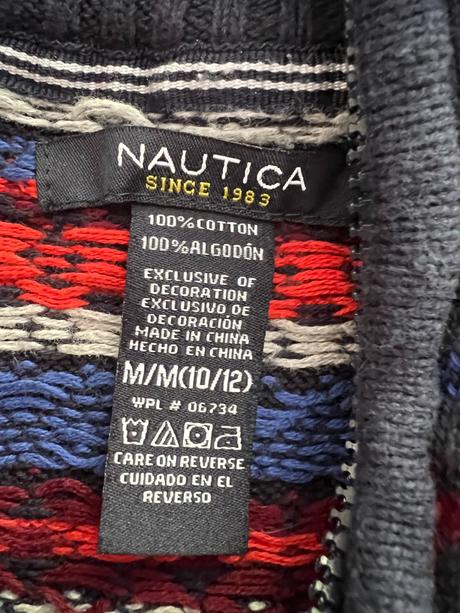 NAUTICA
SINCE 1983
100% COTTON
100% ALGODÓN
EXCLUSIVE OF
DECORATION
EXCLUSIVO DE
DECORACIÓN
MADE IN CHINA
HECHO EN CHINA
M/M(10/12)
WPL # 06734
CARE ON REVERSE
CUIDADO EN EL
REVERSO